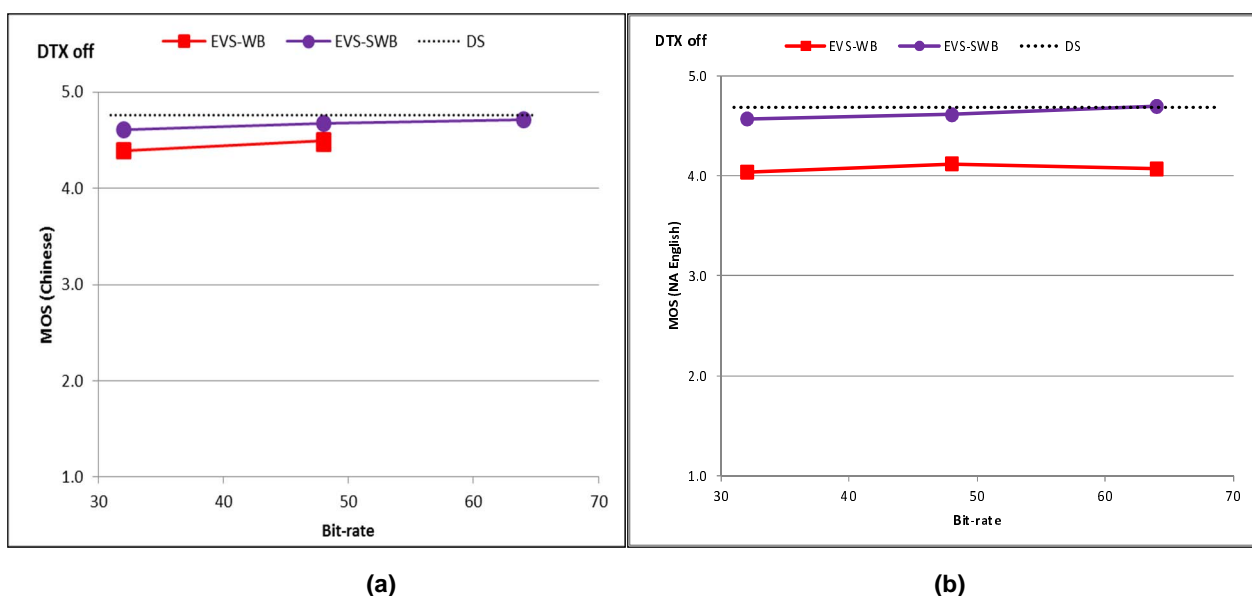 DTX off
EVS-WB EVS-SWB DS
5.0
4.0
3.0
2.0
1.0
MOS (Chinese)
30 40 50 60 70
Bit-rate
(a)
DTX off
EVS-WB EVS-SWB DS
5.0
4.0
3.0
2.0
1.0
MOS (NA English)
30 40 50 60 70
Bit-rate
(b)